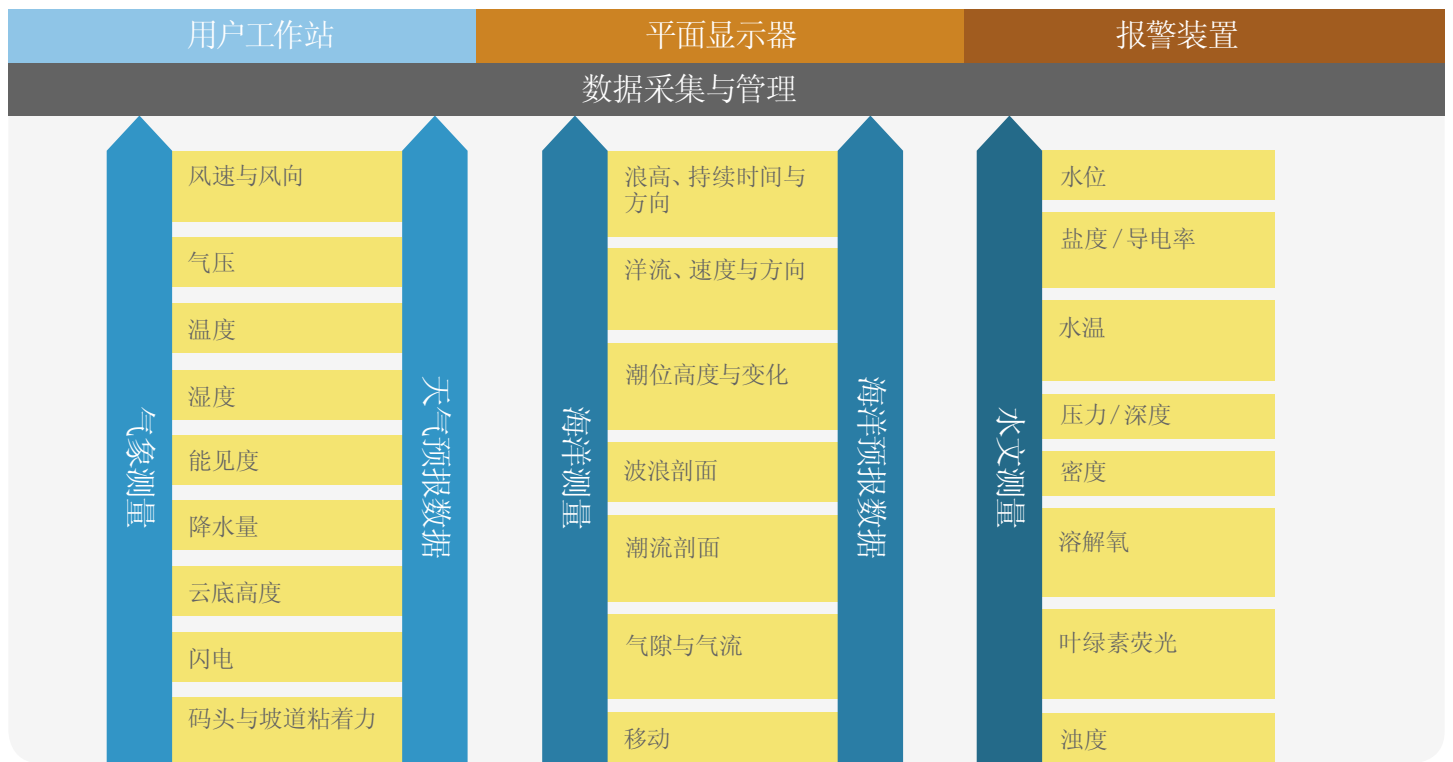 用户工作站
平面显示器
报警装置
数据采集与管理
气象测量
风速与风向
气压
温度
湿度
能见度
降水量
云底高度
闪电
码头与坡道粘着力
天气预报数据
海洋测量
浪高、持续时间与
方向
洋流、速度与方向
潮位高度与变化
波浪剖面
潮流剖面
气隙与气流
移动
海洋预报数据
水文测量
水位
盐度/导电率
水温
压力/深度
密度
溶解氧
叶绿素荧光
浊度